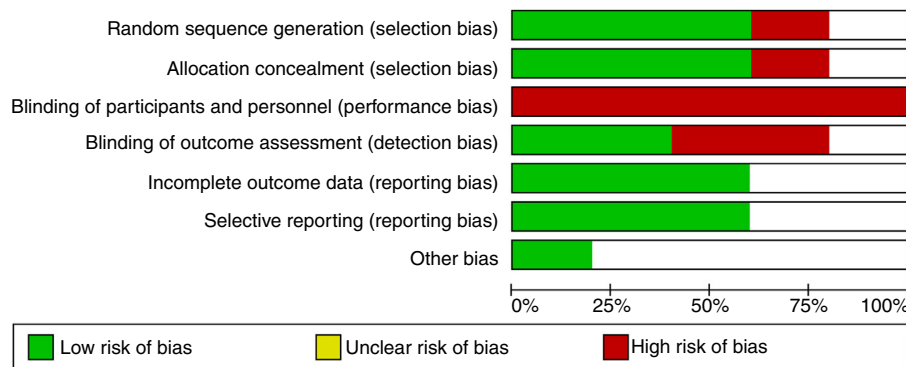 Random sequence generation (selection bias)
Allocation concealment (selection bias)
Blinding of participants and personnel (performance bias)
Blinding of outcome assessment (detection bias)
Incomplete outcome data (reporting bias)
Selective reporting (reporting bias)
Other bias
0% 25% 50% 75% 100%
Low risk of bias Unclear risk of bias High risk of bias